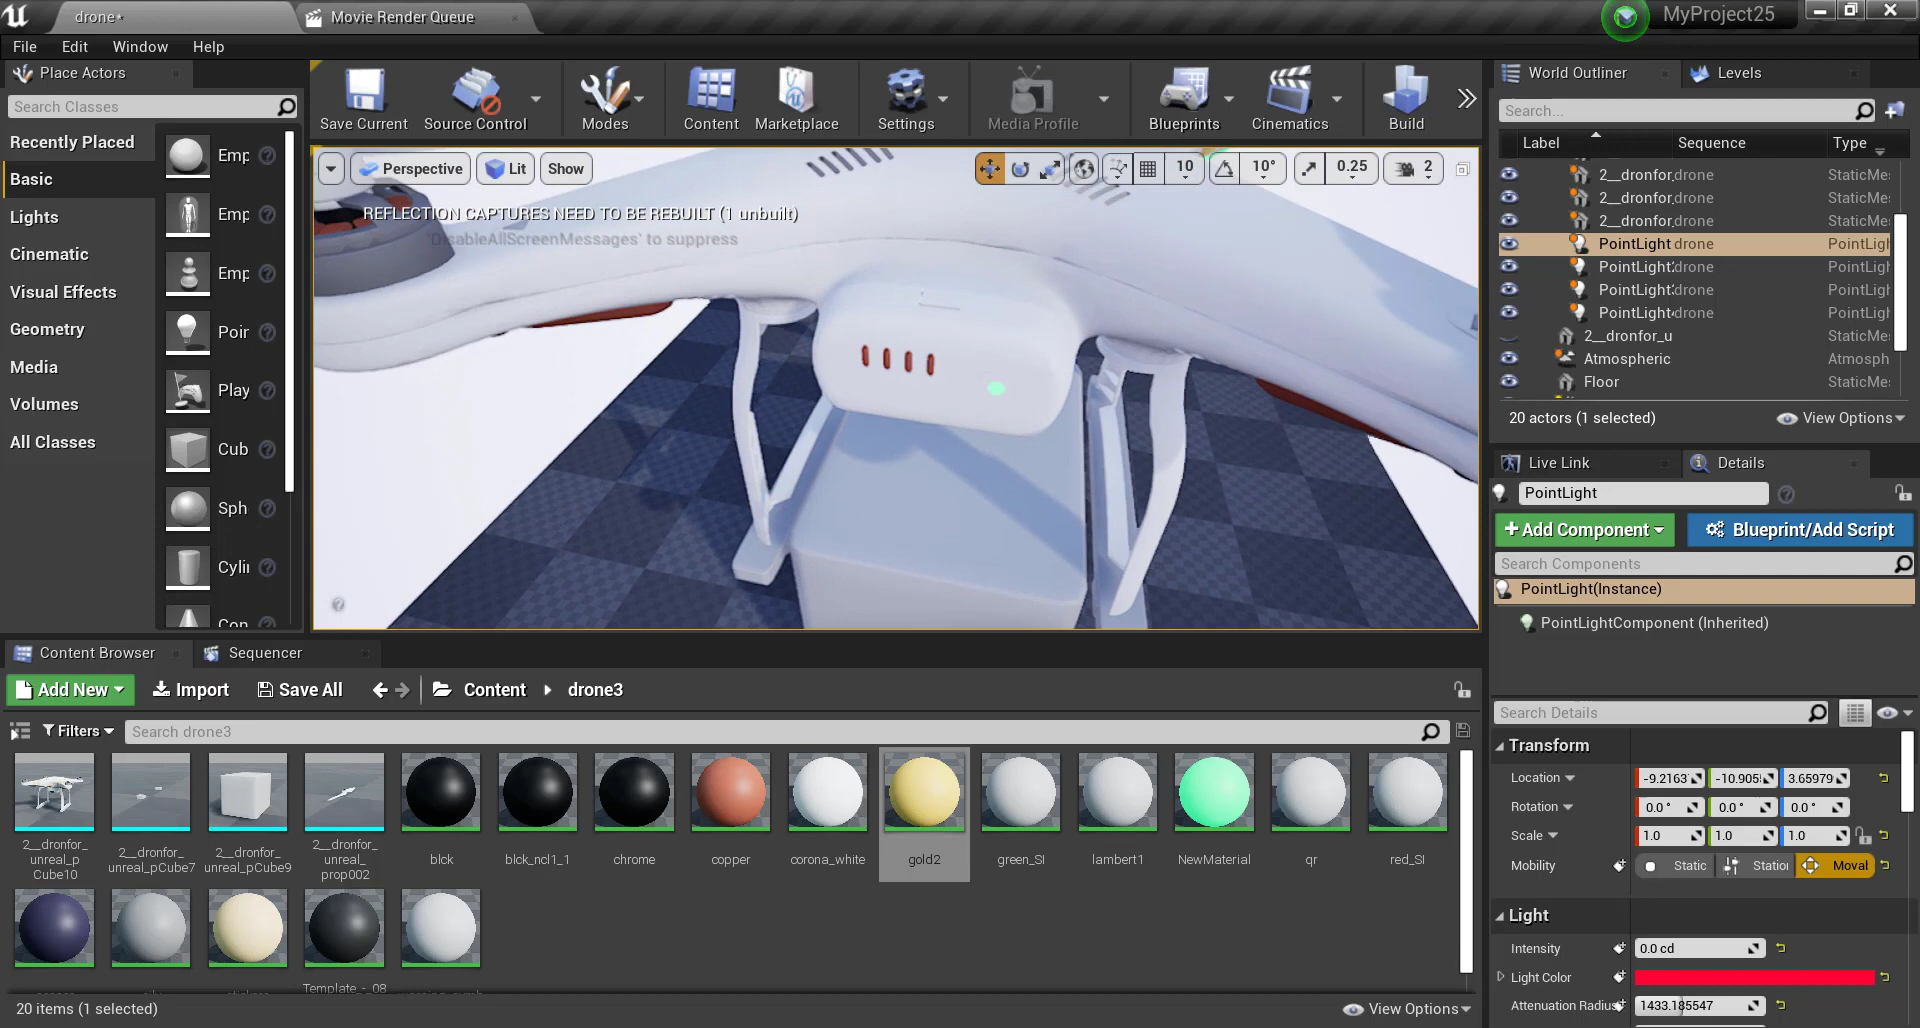 drone*
Movie Render Queue
MyProject25
File Edit Window Help
Place Actors
Search Classes
Recently Placed
Basic
Lights
Cinematic
Visual Effects
Geometry
Media
Volumes
All Classes
Emp
Emp
Emp
Poin
Play
Cub
Sph
Cylin
Con
Save Current
Source Control
Modes
Content
Marketplace
Settings
Media Profile
Blueprints
Cinematics
Build
Perspective
Lit
Show
10
10°
0.25
2
REFLECTION CAPTURES NEED TO BE REBUILT (1 unbuilt)
'DisableAllScreenMessages' to suppress
World Outliner
Levels
Search...
Label Sequence Type
2__dronfor_ drone StaticMe
2__dronfor_ drone StaticMe
2__dronfor_ drone StaticMe
PointLight drone PointLigh
PointLight drone PointLigh
PointLight drone PointLigh
PointLight drone PointLigh
2__dronfor_u StaticMe
Atmospheric Atmosph
Floor StaticMe
20 actors (1 selected)
View Options
Live Link
Details
PointLight
Add Component
Blueprint/Add Script
Search Components
PointLight(Instance)
PointLightComponent (Inherited)
Search Details
Transform
Location -9.2163 -10.905 3.65979
Rotation 0.0 ° 0.0 ° 0.0 °
Scale 1.0 1.0 1.0
Mobility Static Station Movab
Light
Intensity 0.0 cd
Light Color
Attenuation Radius 1433.185547
Content Browser
Sequencer
Add New
Import
Save All
Content
drone3
Filters
Search drone3
2__dronfor_
unreal_p
Cube10
2__dronfor_
unreal_pCube7
2__dronfor_
unreal_pCube9
2__dronfor_
unreal_
prop002
blck
blck_ncl1_1
chrome
copper
corona_white
gold2
green_SI
lambert1
NewMaterial
qr
red_SI
Template_-_08
20 items (1 selected)
View Options